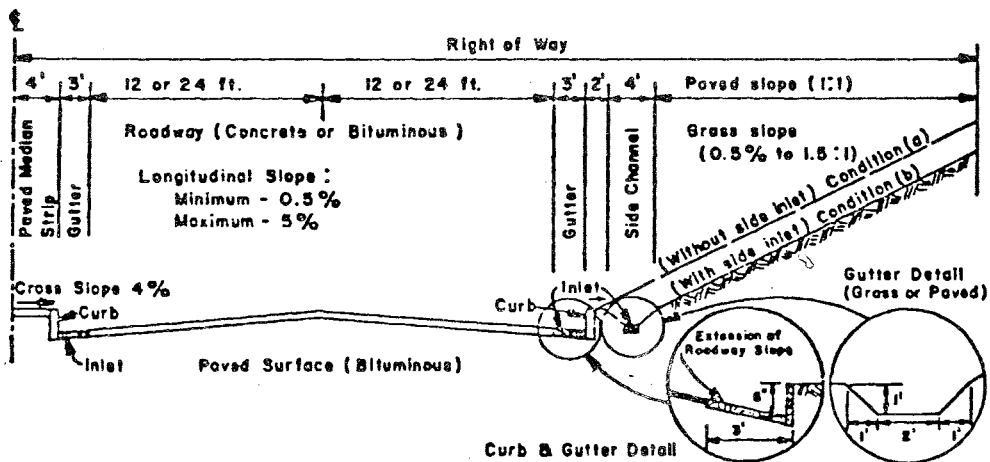 ℄
Right of Way
4' 3' 12 or 24 ft. 12 or 24 ft. 3' 2' 4' Paved slope (1:1)
Paved Median
Strip
Gutter
Roadway (Concrete or Bituminous)
Longitudinal Slope:
Minimum - 0.5%
Maximum - 5%
Gutter
Side Channel
Grass slope
(0.5% to 1.5:1)
(Without side inlet) Condition (a)
(With side inlet) Condition (b)
Cross Slope 4%
Curb
Inlet
Paved Surface (Bituminous)
Curb
Inlet
Gutter Detail
(Grass or Paved)
Extension of
Roadway Slope
3'
1'
1' 2' 1'
Curb & Gutter Detail